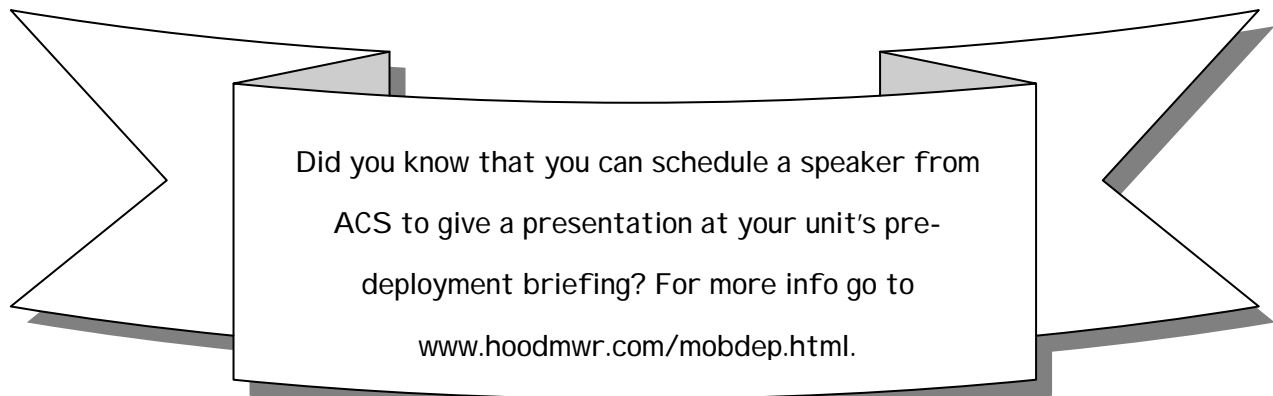 Did you know that you can schedule a speaker from
ACS to give a presentation at your unit's pre-
deployment briefing? For more info go to
www.hoodmwr.com/mobdep.html.